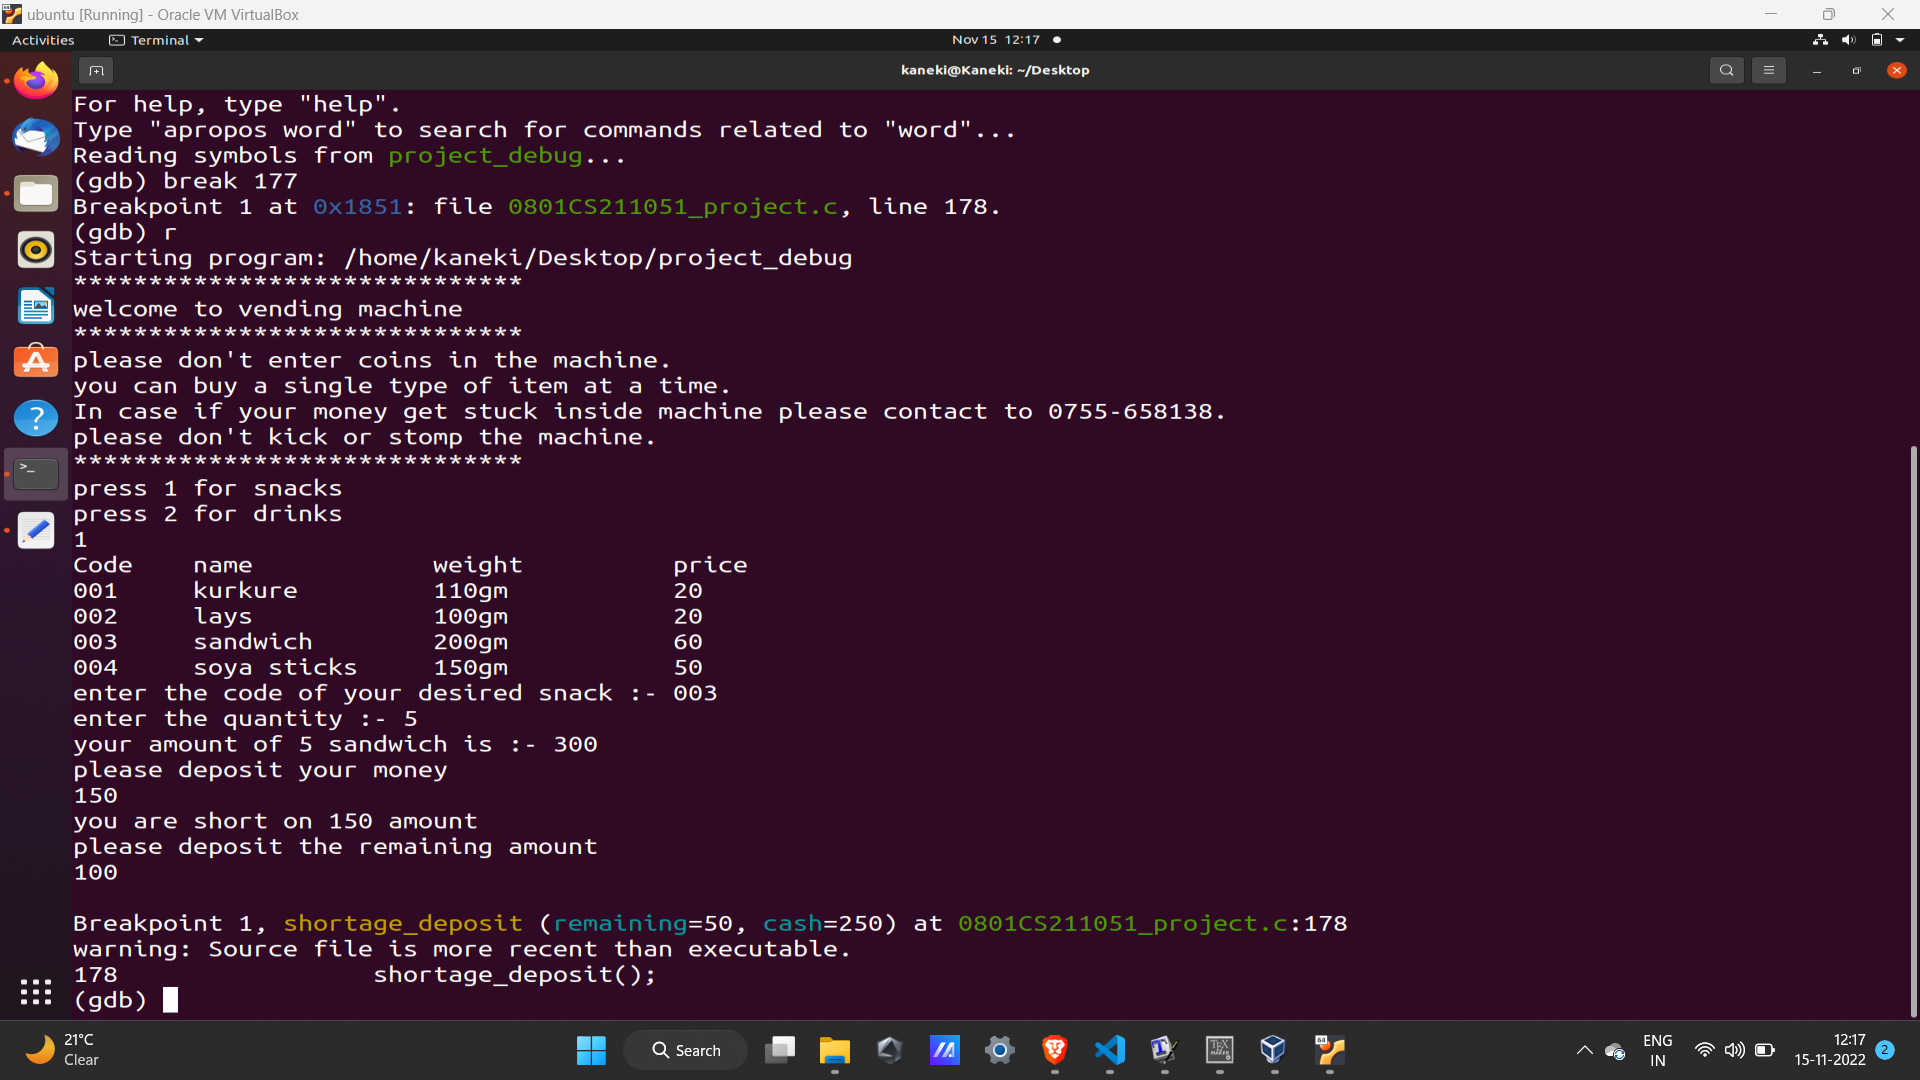 ubuntu [Running] - Oracle VM VirtualBox
Activities
Terminal
Nov 15 12:17
kaneki@Kaneki: ~/Desktop
For help, type "help".
Type "apropos word" to search for commands related to "word"...
Reading symbols from project_debug...
(gdb) break 177
Breakpoint 1 at 0x1851: file 0801CS211051_project.c, line 178.
(gdb) r
Starting program: /home/kaneki/Desktop/project_debug
******************************
welcome to vending machine
******************************
please don't enter coins in the machine.
you can buy a single type of item at a time.
In case if your money get stuck inside machine please contact to 0755-658138.
please don't kick or stomp the machine.
******************************
press 1 for snacks
press 2 for drinks
1
Code name weight price
001 kurkure 110gm 20
002 lays 100gm 20
003 sandwich 200gm 60
004 soya sticks 150gm 50
enter the code of your desired snack :- 003
enter the quantity :- 5
your amount of 5 sandwich is :- 300
please deposit your money
150
you are short on 150 amount
please deposit the remaining amount
100
Breakpoint 1, shortage_deposit (remaining=50, cash=250) at 0801CS211051_project.c:178
warning: Source file is more recent than executable.
178 shortage_deposit();
(gdb)
21°C
Clear
Search
ENG
IN
12:17
15-11-2022
2